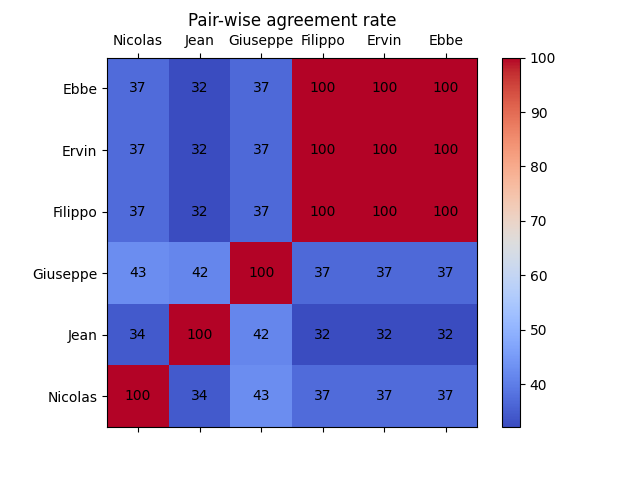 Pair-wise agreement rate
Nicolas Jean Giuseppe Filippo Ervin Ebbe
Ebbe 37 32 37 100 100 100
Ervin 37 32 37 100 100 100
Filippo 37 32 37 100 100 100
Giuseppe 43 42 100 37 37 37
Jean 34 100 42 32 32 32
Nicolas 100 34 43 37 37 37
100
90
80
70
60
50
40